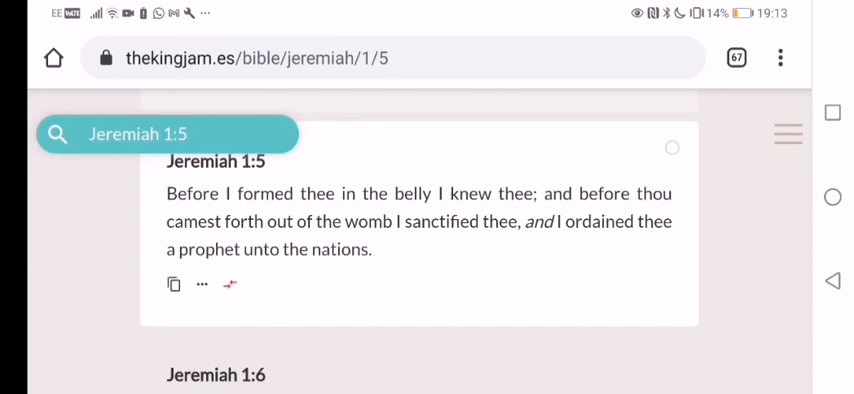 EE VoLTE 14% 19:13
thekingjam.es/bible/jeremiah/1/5
67
Jeremiah 1:5
Jeremiah 1:5
Before I formed thee in the belly I knew thee; and before thou
camest forth out of the womb I sanctified thee, and I ordained thee
a prophet unto the nations.
Jeremiah 1:6